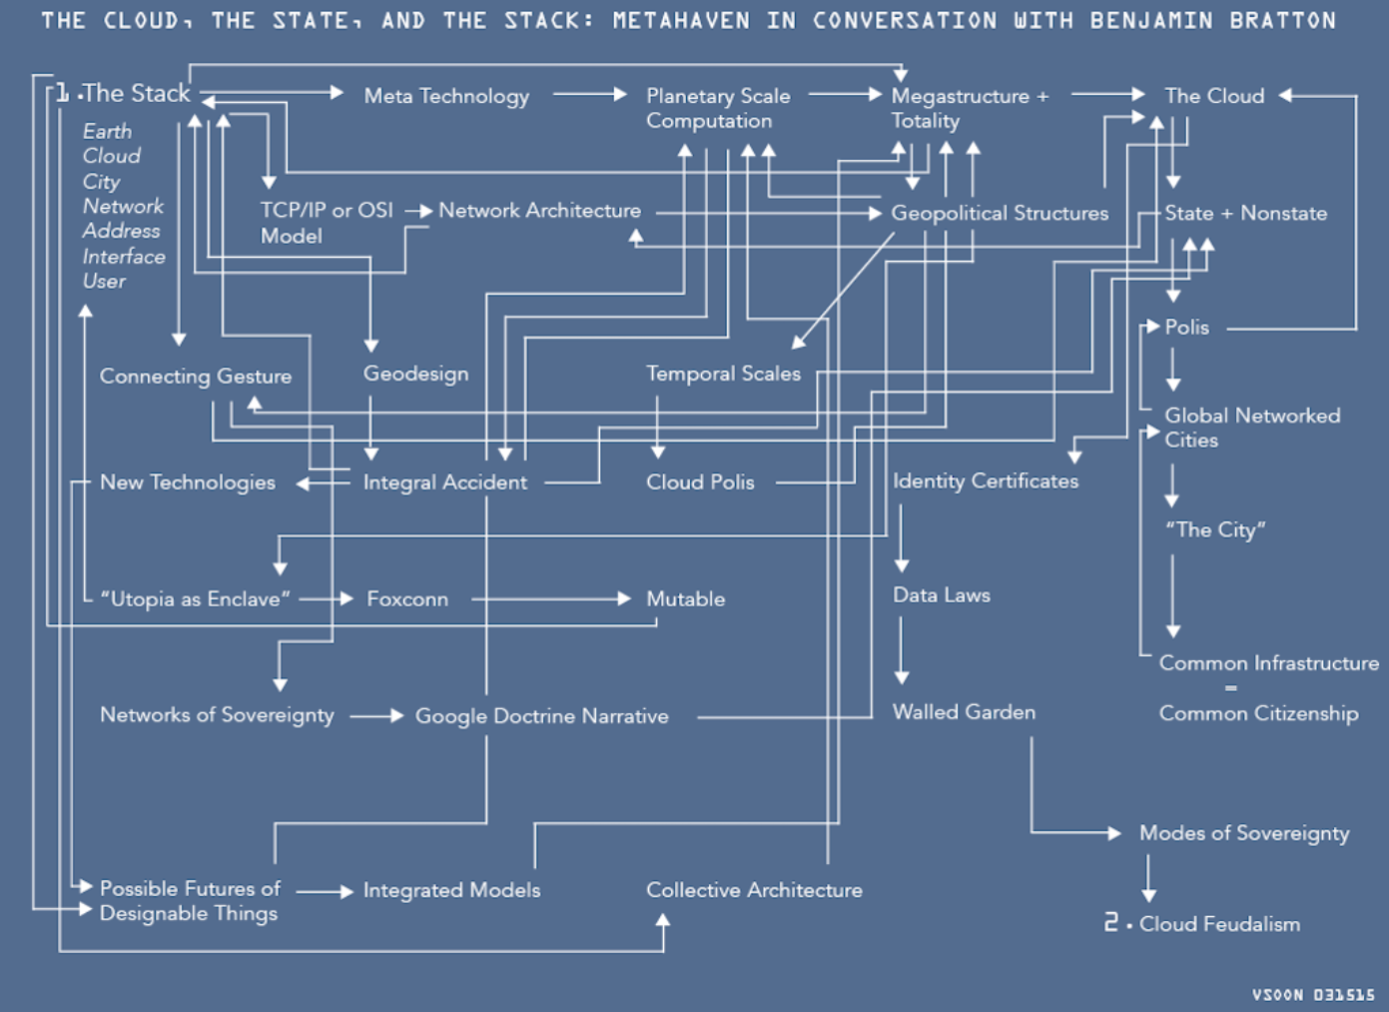 THE CLOUD, THE STATE, AND THE STACK: METAHAVEN IN CONVERSATION WITH BENJAMIN BRATTON
1. The Stack
Earth
Cloud
City
Network
Address
Interface
User
Meta Technology
Planetary Scale
Computation
Megastructure +
Totality
The Cloud
TCP/IP or OSI
Model
Network Architecture
Geopolitical Structures
State + Nonstate
Polis
Connecting Gesture
Geodesign
Temporal Scales
Global Networked
Cities
New Technologies
Integral Accident
Cloud Polis
Identity Certificates
“The City”
“Utopia as Enclave”
Foxconn
Mutable
Data Laws
Common Infrastructure
=
Common Citizenship
Networks of Sovereignty
Google Doctrine Narrative
Walled Garden
Modes of Sovereignty
Possible Futures of
Designable Things
Integrated Models
Collective Architecture
2. Cloud Feudalism
VSOON 031515